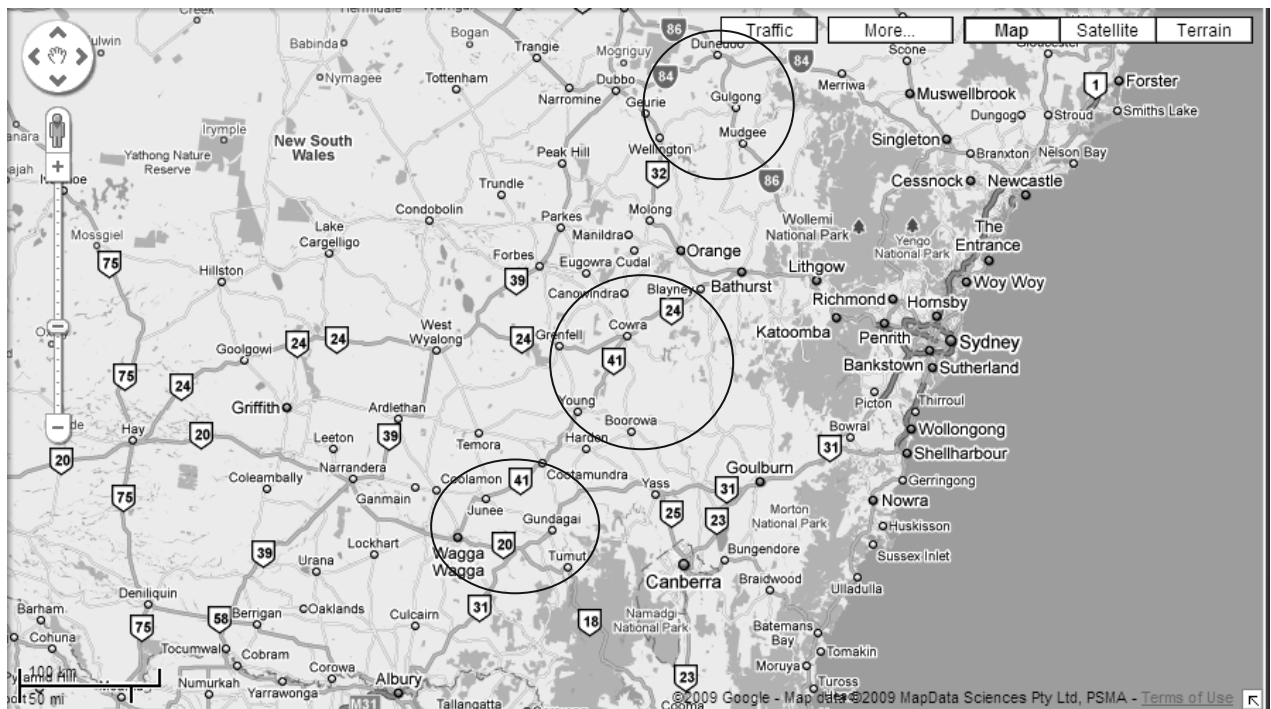 Creek
Bogan
Babinda
Nymagee
Tottenham
Trangie
Mogriguy
Dubbo
Narromine
Geurie
86
84
Traffic
More...
Map
Satellite
Terrain
84
Scone
Merriwa
Muswellbrook
1
Forster
Smiths Lake
Dungog
Stroud
Gulgong
Mudgee
Wellington
Singleton
Branxton
Nelson Bay
Cessnock
Newcastle
Irymple
New South
Wales
Yathong Nature
Reserve
Peak Hill
32
86
Trundle
Condobolin
Parkes
Molong
Manildra
Wollemi
National Park
Yengo
National Park
The
Entrance
Mossgiel
75
Lake
Cargelligo
Hillston
Forbes
39
Eugowra
Cudal
Orange
Lithgow
Woy Woy
Canowindra
Blayney
Bathurst
Richmond
Hornsby
24
Katoomba
Penrith
Sydney
Bankstown
Sutherland
24
24
West
Wyalong
24
Grenfell
Cowra
41
Goolgowi
75
24
Picton
Thirroul
Griffith
Ardlethan
Young
Boorowa
Bowral
Wollongong
Hay
20
39
Leeton
Temora
Harden
31
Shellharbour
20
Narrandera
Coolamon
41
Cootamundra
Goulburn
Gerringong
75
Coleambally
Ganmain
Junee
Yass
31
Nowra
Gundagai
25
23
Morton
National Park
Huskisson
39
Lockhart
Wagga
Wagga
20
Tumut
Bungendore
Sussex Inlet
Urana
Canberra
Braidwood
Ulladulla
Deniliquin
Barham
Cohuna
75
58
Berrigan
Oaklands
Culcairn
31
18
Namadgi
National Park
Batemans
Bay
Tocumwal
Cobram
Tomakin
100 km
50 mi
Pyramid Hill
Numurkah
Yarrawonga
Corowa
Albury
M31
Tallangatta
23
Cooma
Moruya
Tuross
©2009 Google - Map data ©2009 MapData Sciences Pty Ltd, PSMA - Terms of Use